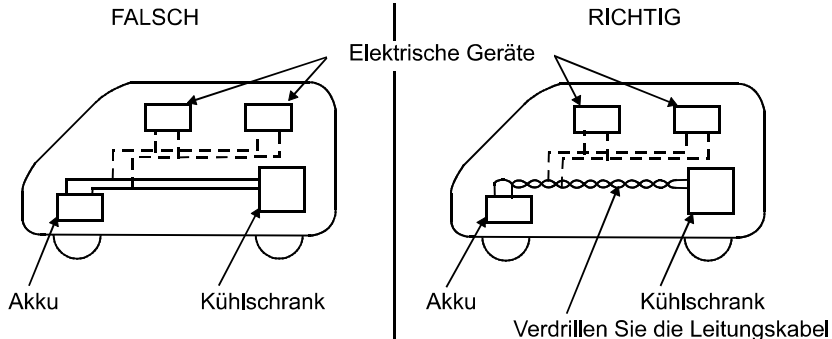 FALSCH
RICHTIG
Elektrische Geräte
Akku
Kühlschrank
Akku
Kühlschrank
Verdrillen Sie die Leitungskabel